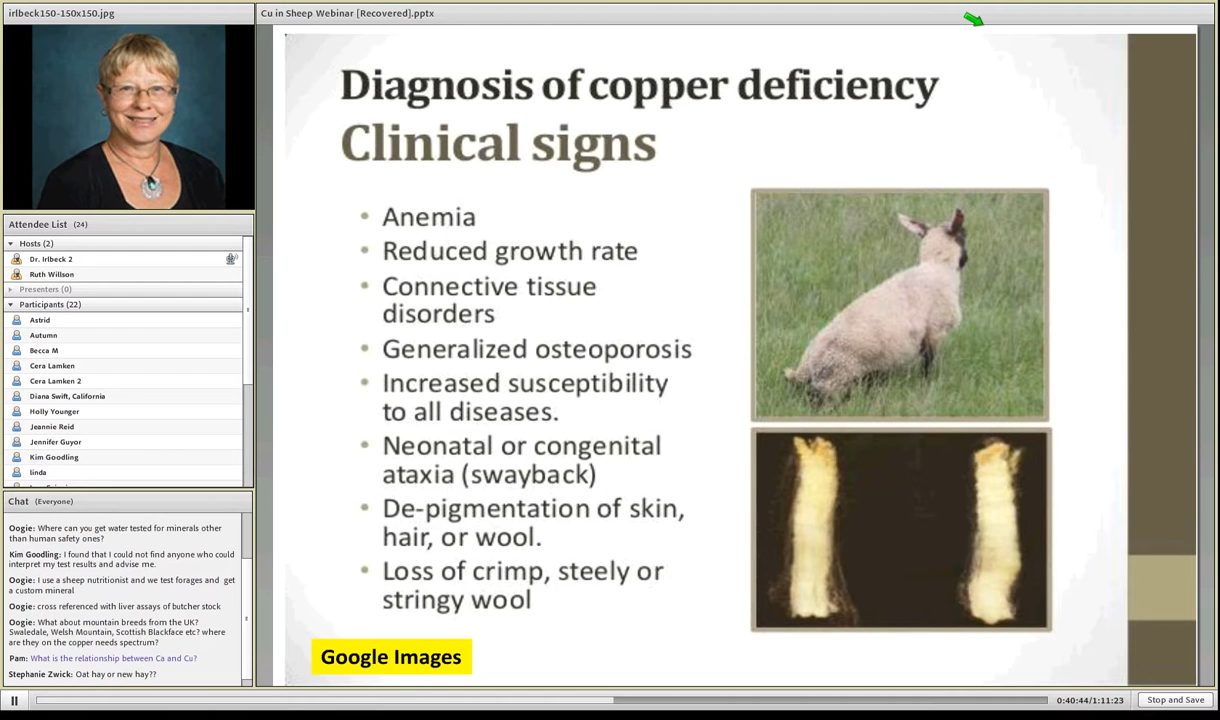 irlbeck150-150x150.jpg
Cu in Sheep Webinar [Recovered].pptx
Attendee List (24)
Hosts (2)
Dr. Irlbeck 2
Ruth Willson
Presenters (0)
Participants (22)
Astrid
Autumn
Becca M
Cera Lamken
Cera Lamken 2
Diana Swift, California
Holly Younger
Jeannie Reid
Jennifer Guyor
Kim Goodling
linda
Chat (Everyone)
Oogie: Where can you get water tested for minerals other
than human safety ones?
Kim Goodling: I found that I could not find anyone who could
interpret my test results and advise me.
Oogie: I use a sheep nutritionist and we test forages and get
a custom mineral
Oogie: cross referenced with liver assays of butcher stock
Oogie: What about mountain breeds from the UK?
Swaledale, Welsh Mountain, Scottish Blackface etc? where
are they on the copper needs spectrum?
Pam: What is the relationship between Ca and Cu?
Stephanie Zwick: Oat hay or new hay??
Diagnosis of copper deficiency
Clinical signs
• Anemia
• Reduced growth rate
• Connective tissue
disorders
• Generalized osteoporosis
• Increased susceptibility
to all diseases.
• Neonatal or congenital
ataxia (swayback)
• De-pigmentation of skin,
hair, or wool.
• Loss of crimp, steely or
stringy wool
Google Images
0:40:44/1:11:23
Stop and Save